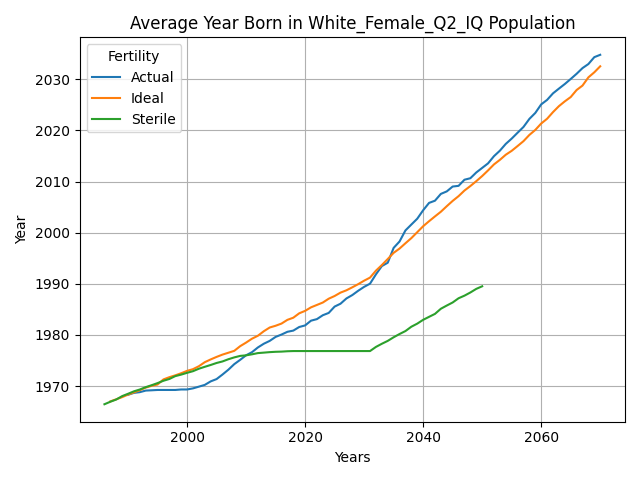 Average Year Born in White_Female_Q2_IQ Population
Fertility
Actual
Ideal
Sterile
2030
2020
2010
2000
1990
1980
1970
Year
2000
2020
2040
2060
Years